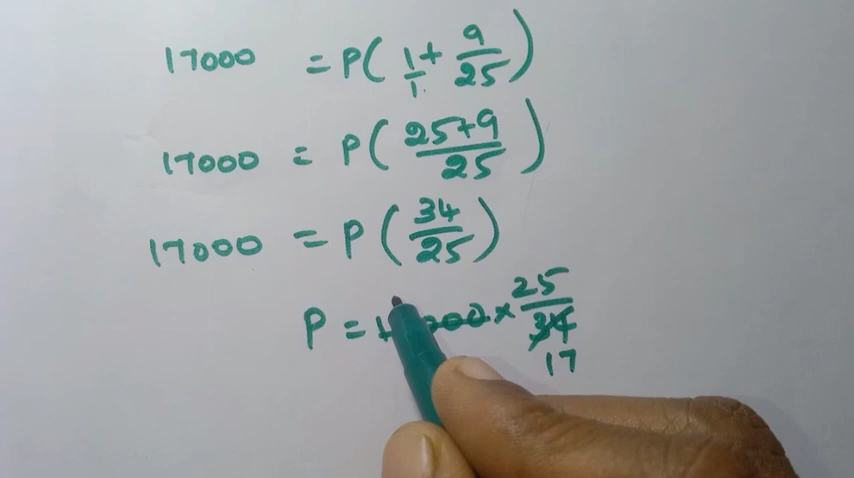 17000 = P(1/1 + 9/25)
17000 = P(25+9/25)
17000 = P(34/25)
P = × 25/34
17